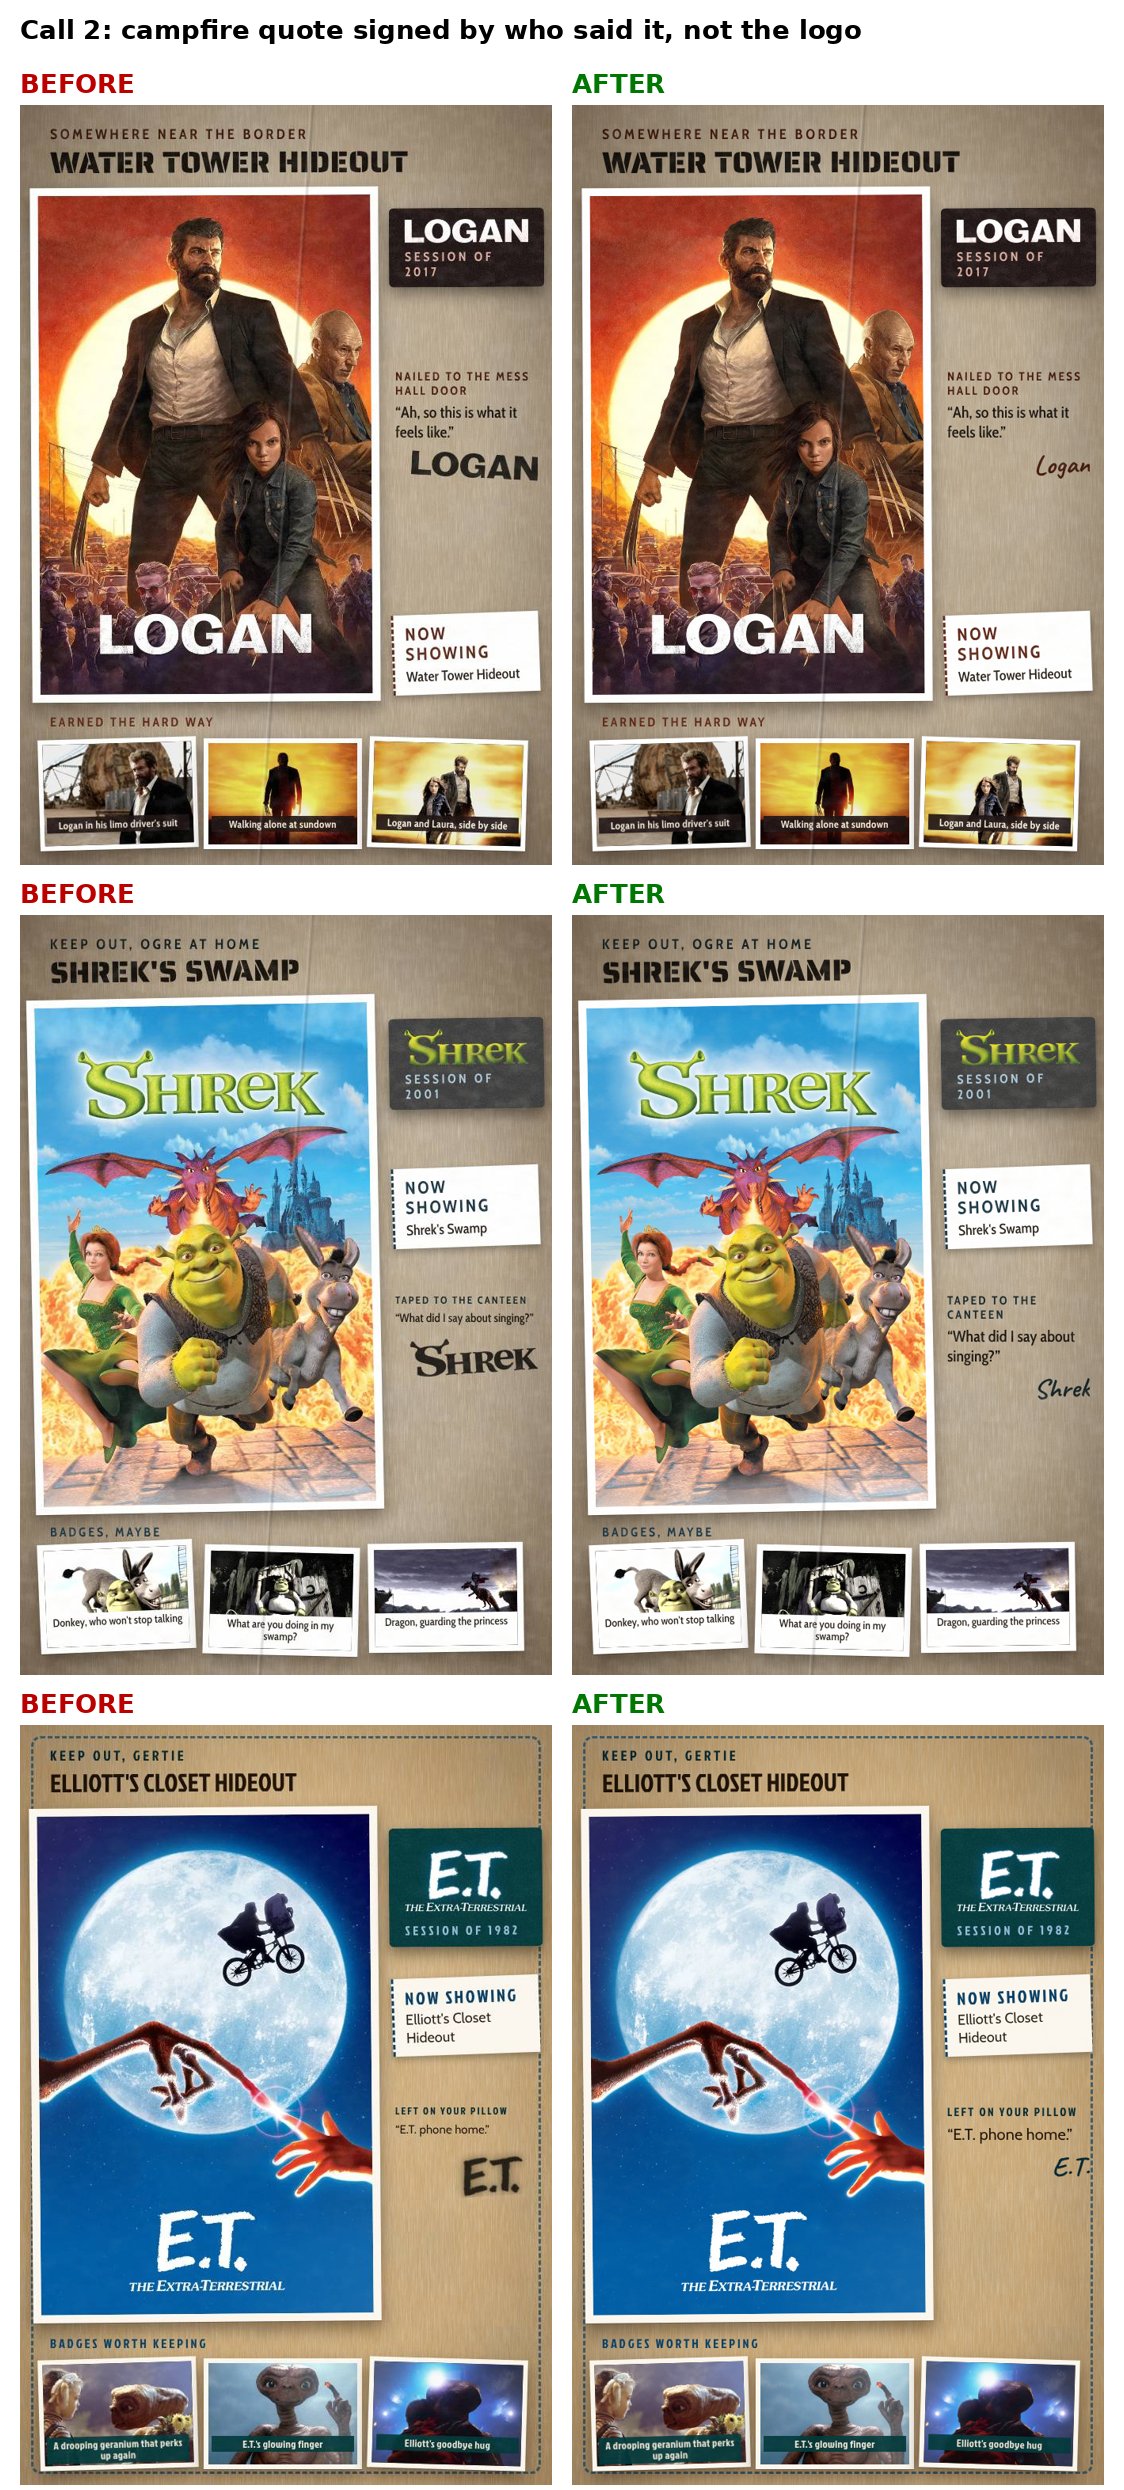 Call 2: campfire quote signed by who said it, not the logo
BEFORE
SOMEWHERE NEAR THE BORDER
WATER TOWER HIDEOUT
LOGAN
SESSION OF
2017
NAILED TO THE MESS
HALL DOOR
“Ah, so this is what it
feels like.”
LOGAN
LOGAN
NOW
SHOWING
Water Tower Hideout
EARNED THE HARD WAY
Logan in his limo driver's suit
Walking alone at sundown
Logan and Laura, side by side
AFTER
SOMEWHERE NEAR THE BORDER
WATER TOWER HIDEOUT
LOGAN
SESSION OF
2017
NAILED TO THE MESS
HALL DOOR
“Ah, so this is what it
feels like.”
Logan
LOGAN
NOW
SHOWING
Water Tower Hideout
EARNED THE HARD WAY
Logan in his limo driver's suit
Walking alone at sundown
Logan and Laura, side by side
BEFORE
KEEP OUT, OGRE AT HOME
SHREK'S SWAMP
SHREK
SHREK
SESSION OF
2001
NOW
SHOWING
Shrek's Swamp
TAPED TO THE CANTEEN
“What did I say about singing?”
SHREK
BADGES, MAYBE
Donkey, who won't stop talking
What are you doing in my
swamp?
Dragon, guarding the princess
AFTER
KEEP OUT, OGRE AT HOME
SHREK'S SWAMP
SHREK
SHREK
SESSION OF
2001
NOW
SHOWING
Shrek's Swamp
TAPED TO THE
CANTEEN
“What did I say about
singing?”
Shrek
BADGES, MAYBE
Donkey, who won't stop talking
What are you doing in my
swamp?
Dragon, guarding the princess
BEFORE
KEEP OUT, GERTIE
ELLIOTT'S CLOSET HIDEOUT
E.T.
THE EXTRA-TERRESTRIAL
SESSION OF 1982
NOW SHOWING
Elliott's Closet
Hideout
LEFT ON YOUR PILLOW
“E.T. phone home.”
E.T.
E.T.
THE EXTRA-TERRESTRIAL
BADGES WORTH KEEPING
A drooping geranium that perks
up again
E.T.'s glowing finger
Elliott's goodbye hug
AFTER
KEEP OUT, GERTIE
ELLIOTT'S CLOSET HIDEOUT
E.T.
THE EXTRA-TERRESTRIAL
SESSION OF 1982
NOW SHOWING
Elliott's Closet
Hideout
LEFT ON YOUR PILLOW
“E.T. phone home.”
E.T.
E.T.
THE EXTRA-TERRESTRIAL
BADGES WORTH KEEPING
A drooping geranium that perks
up again
E.T.'s glowing finger
Elliott's goodbye hug